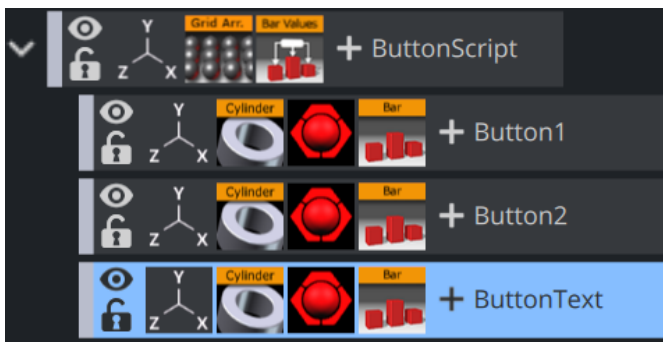 Y Grid Arr. Bar Values
Z X + ButtonScript
Y Cylinder Bar
Z X + Button1
Y Cylinder Bar
Z X + Button2
Y Cylinder Bar
Z X + ButtonText